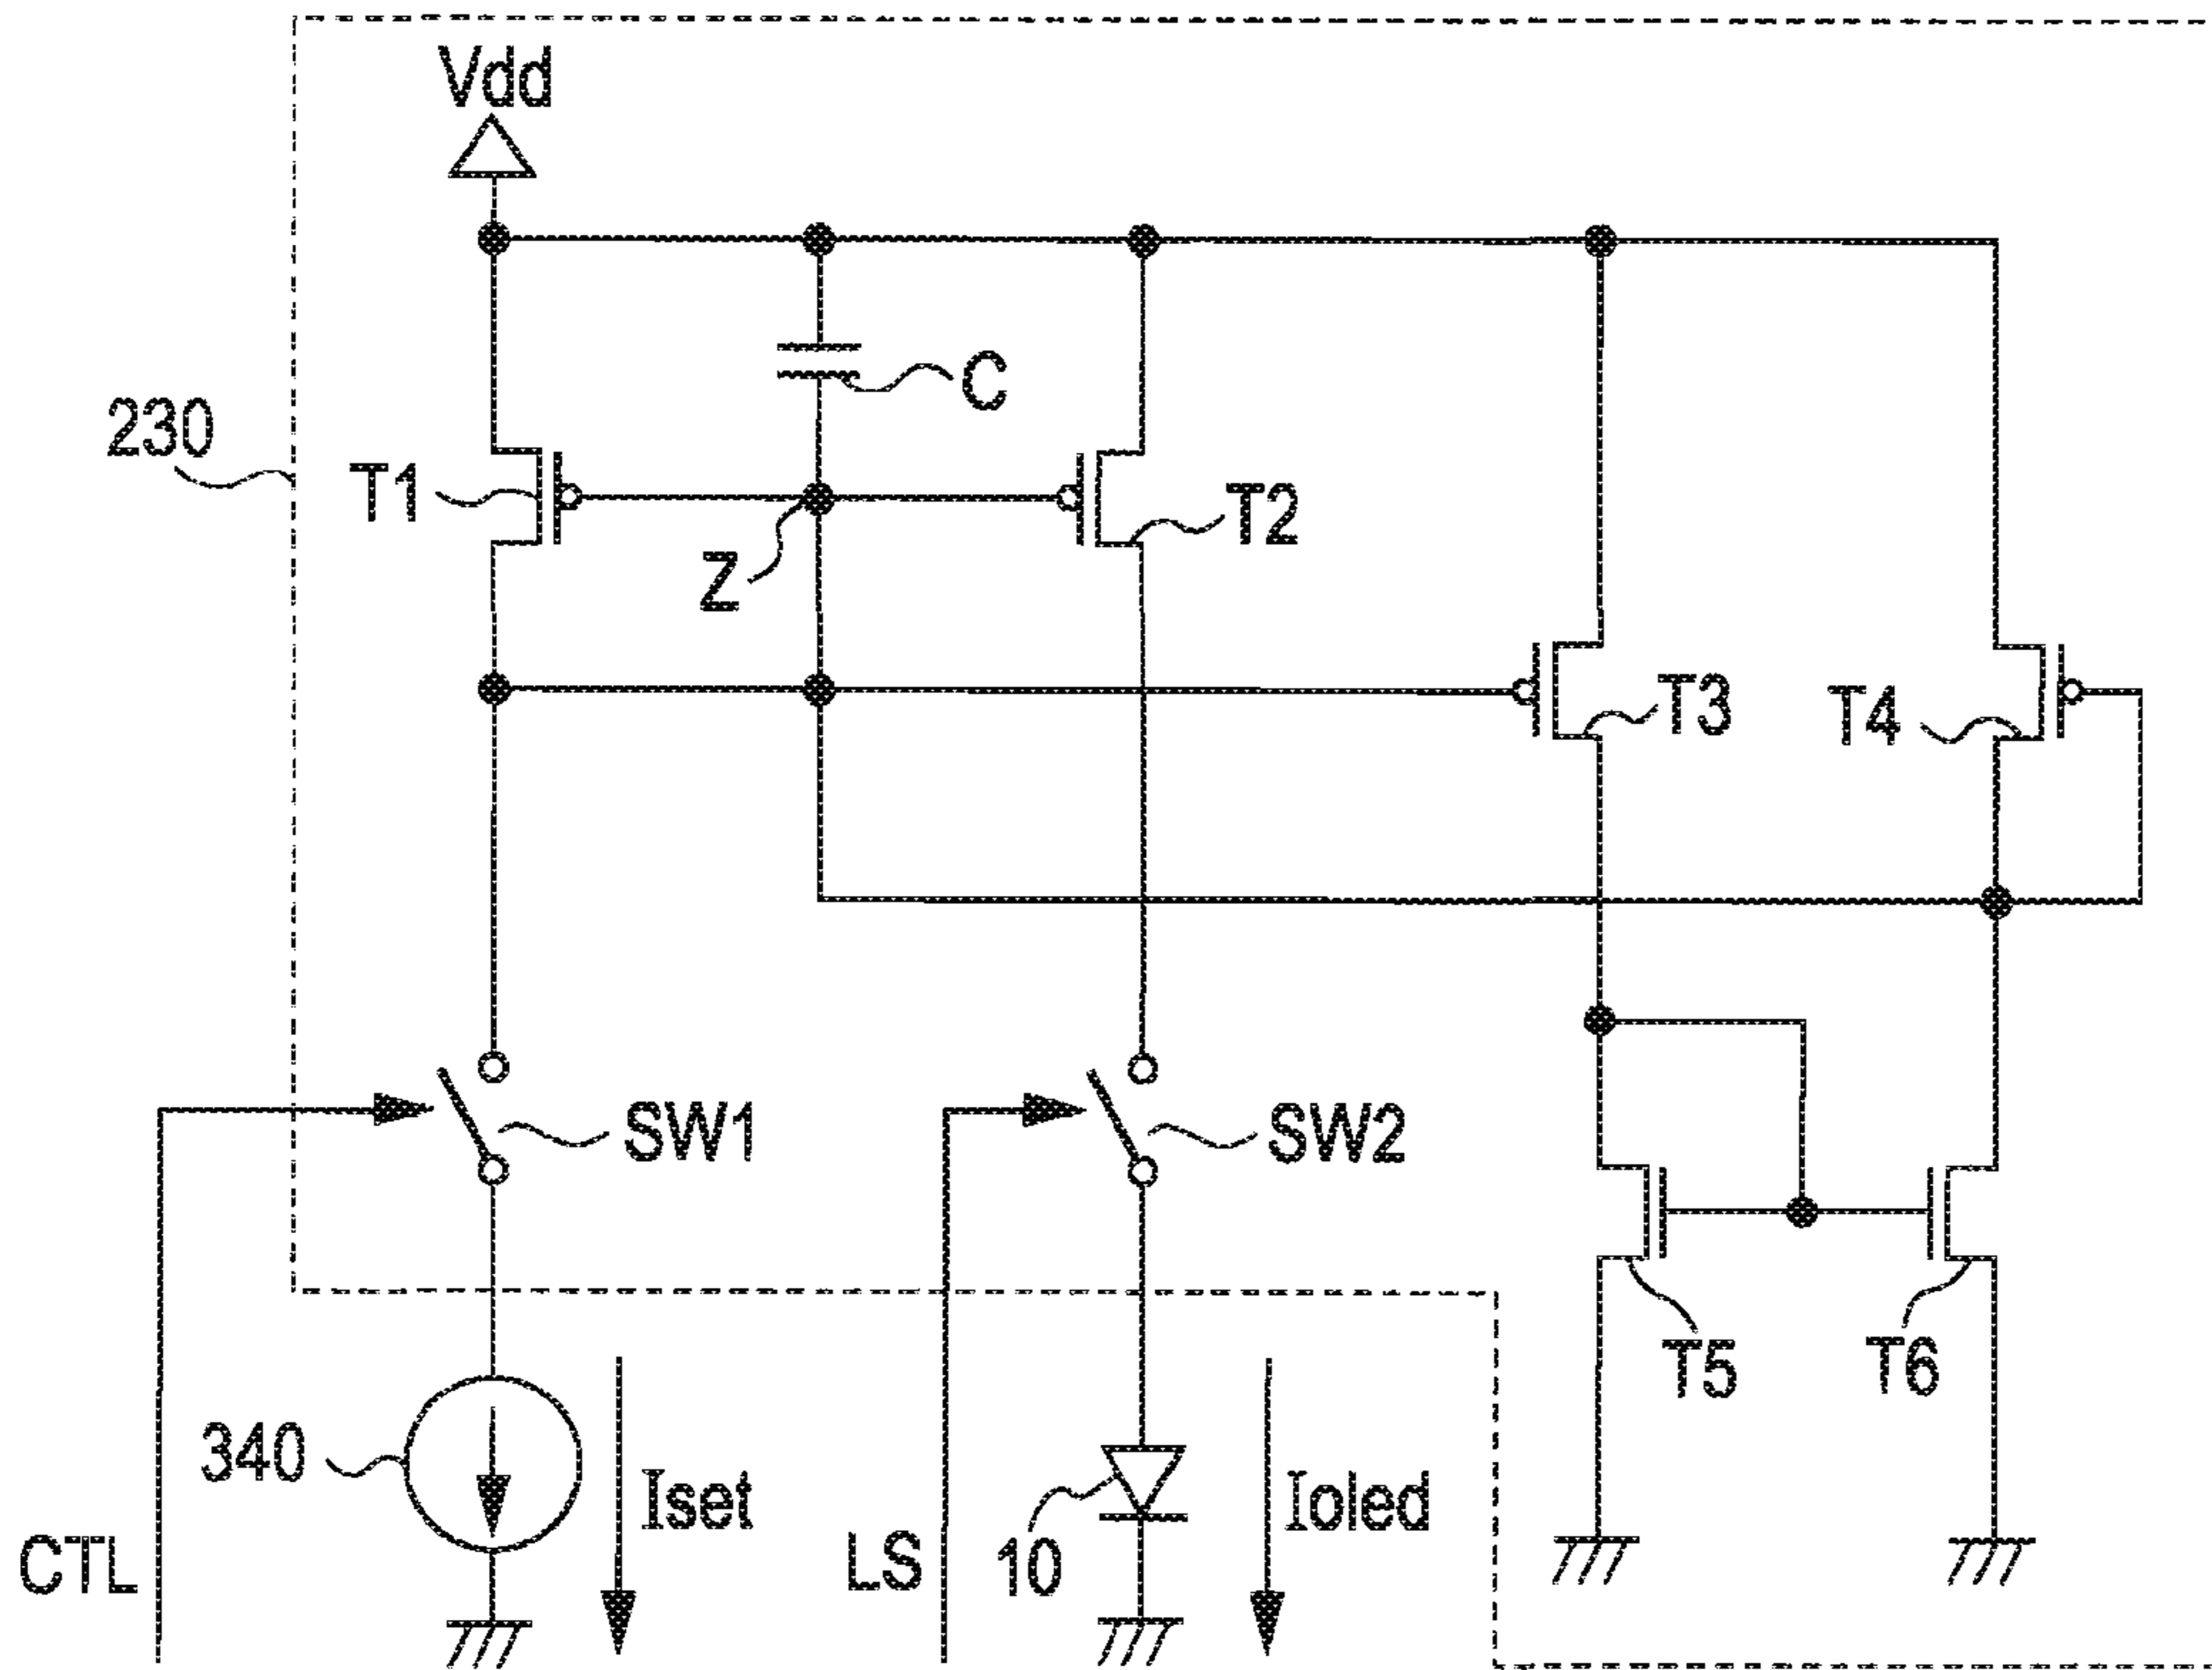 Vdd
C
230
T1
T2
Z
T3
T4
SW1
SW2
T5
T6
340
Iset
Ioled
CTL
LS
10